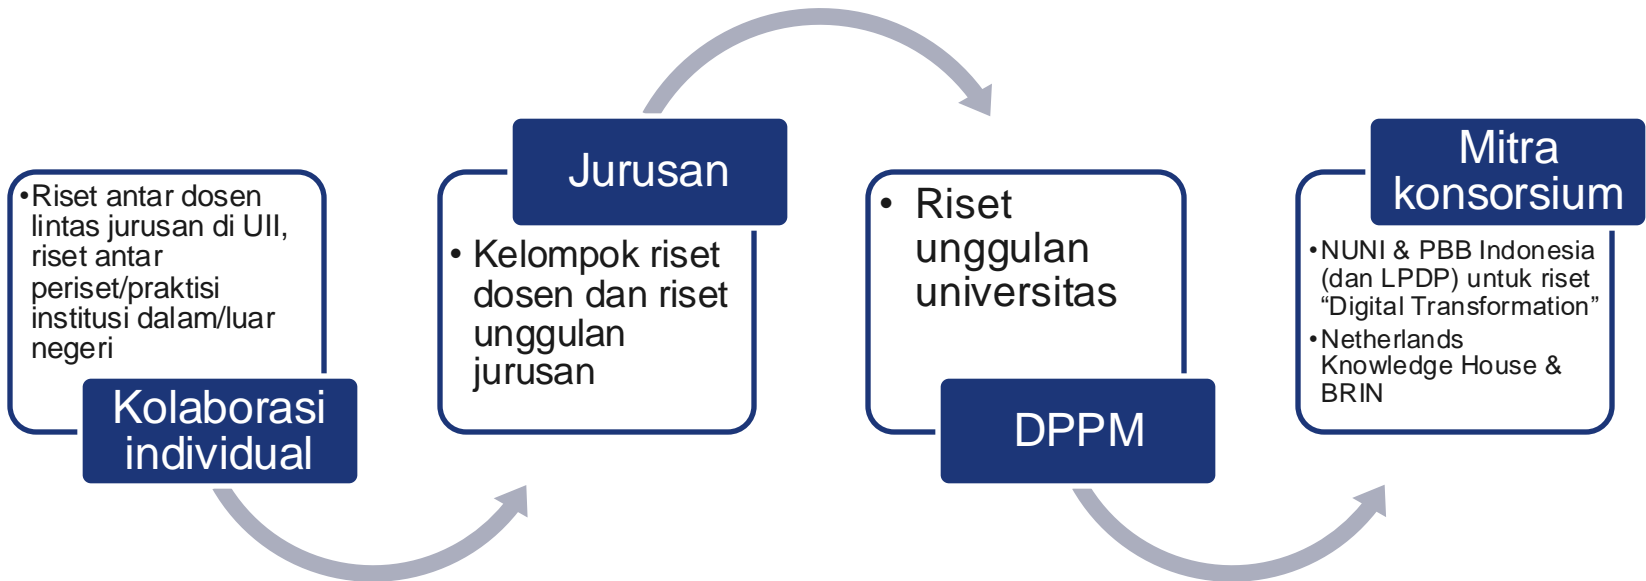 •Riset antar dosen
lintas jurusan di UII,
riset antar
periset/praktisi
institusi dalam/luar
negeri
Kolaborasi
individual
Jurusan
• Kelompok riset
dosen dan riset
unggulan
jurusan
• Riset
unggulan
universitas
DPPM
Mitra
konsorsium
•NUNI & PBB Indonesia
(dan LPDP) untuk riset
“Digital Transformation”
•Netherlands
Knowledge House &
BRIN